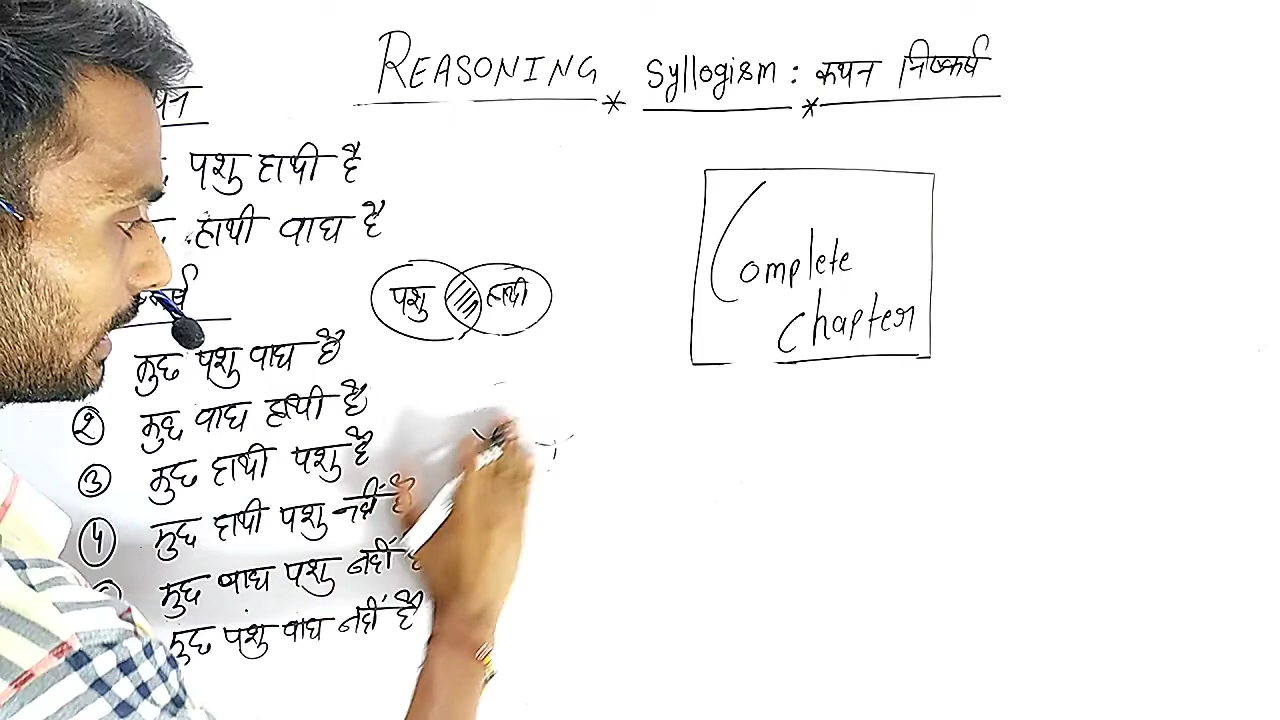 REASONING * Syllogism : * कथन निष्कर्ष
पशु हाथी है
हाथी वाघ है
पशु हाथी
Complete
chapter
कुछ पशु वाघ है
② कुछ वाघ हाथी है
③ कुछ हाथी पशु है
④ कुछ हाथी पशु नहीं है
कुछ वाघ पशु नहीं
कुछ पशु वाघ नहीं है